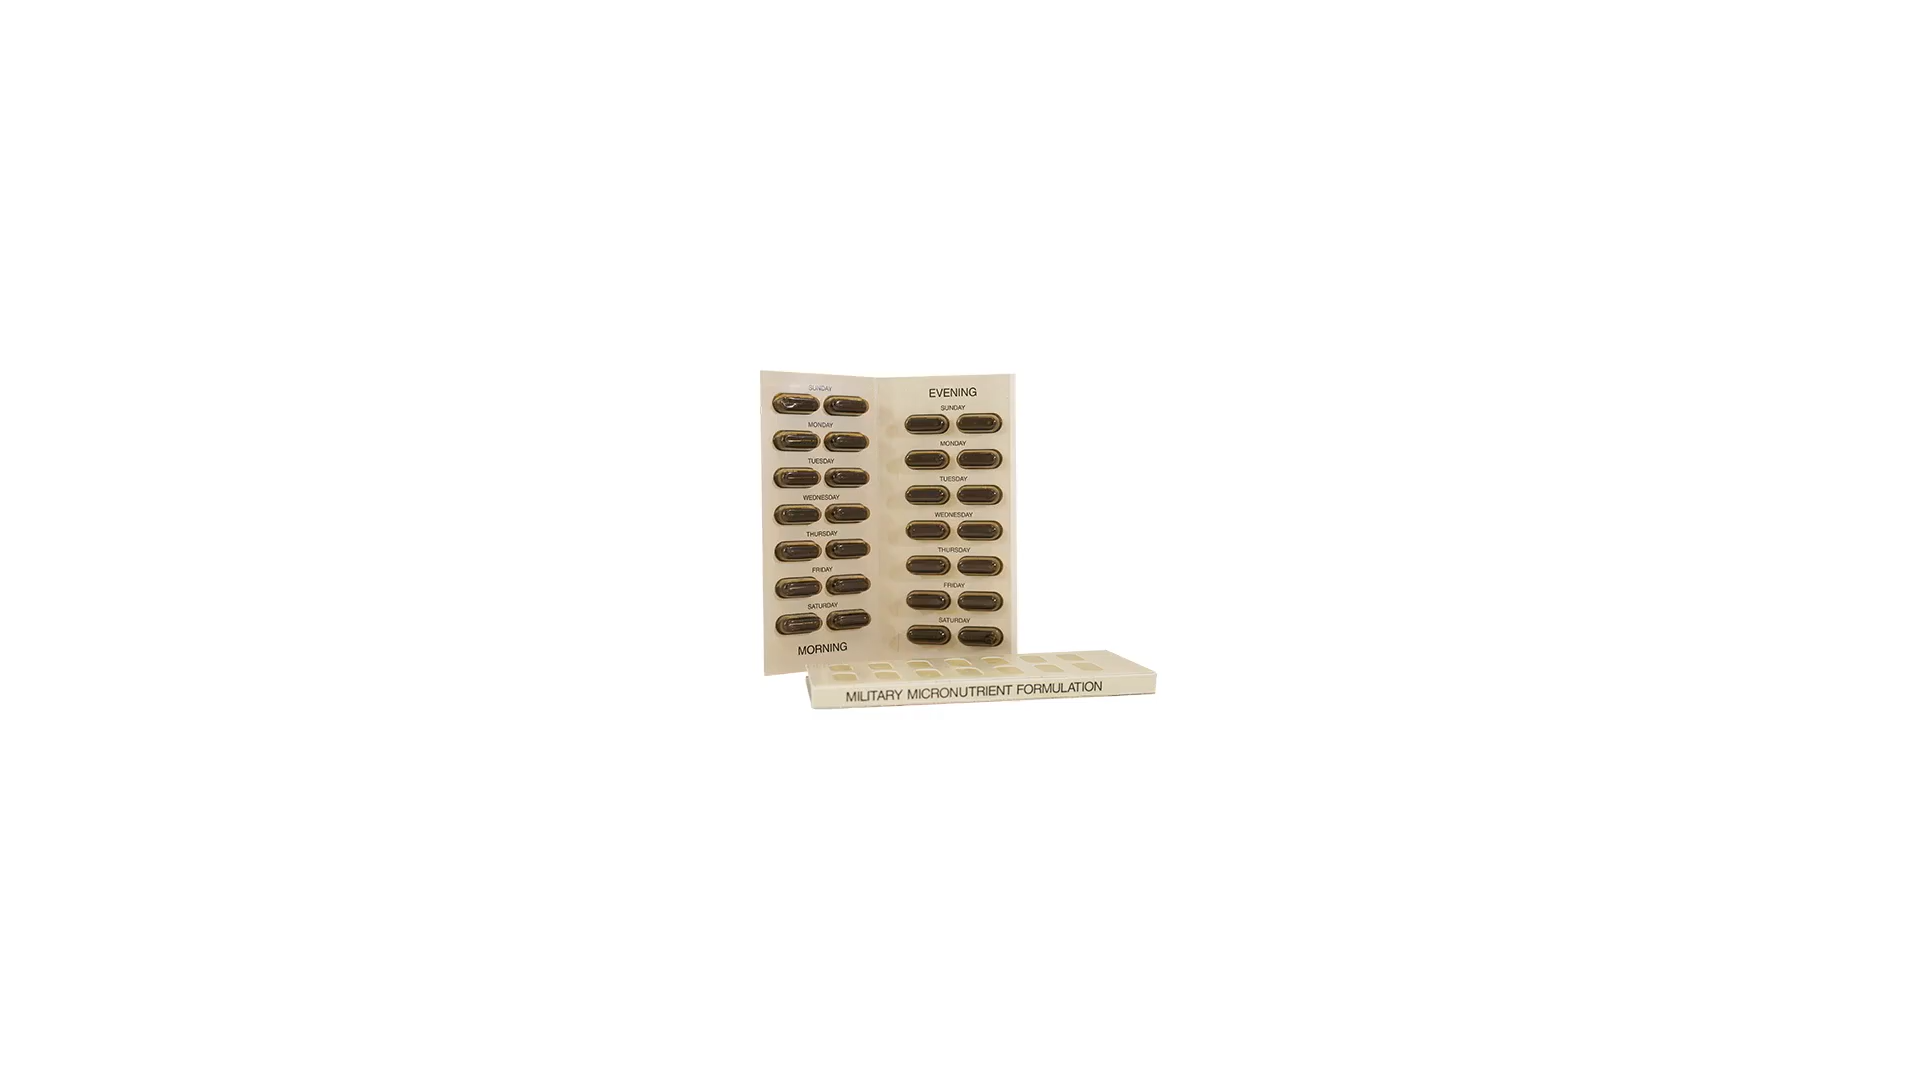 SUNDAY
MONDAY
TUESDAY
WEDNESDAY
THURSDAY
FRIDAY
SATURDAY
MORNING
EVENING
SUNDAY
MONDAY
TUESDAY
WEDNESDAY
THURSDAY
FRIDAY
SATURDAY
MILITARY MICRONUTRIENT FORMULATION